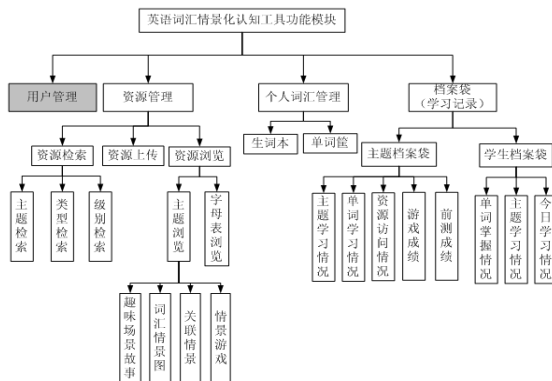 英语词汇情景化认知工具功能模块
用户管理
资源管理
个人词汇管理
档案袋
(学习记录)
资源检索
资源上传
资源浏览
生词本
单词筐
主题档案袋
学生档案袋
主题检索
类型检索
级别检索
主题浏览
字母表浏览
主题学习情况
单词学习情况
资源访问情况
游戏成绩
前测成绩
单词掌握情况
主题学习情况
今日学习情况
趣味场景故事
词汇情景图
关联情景
情景游戏